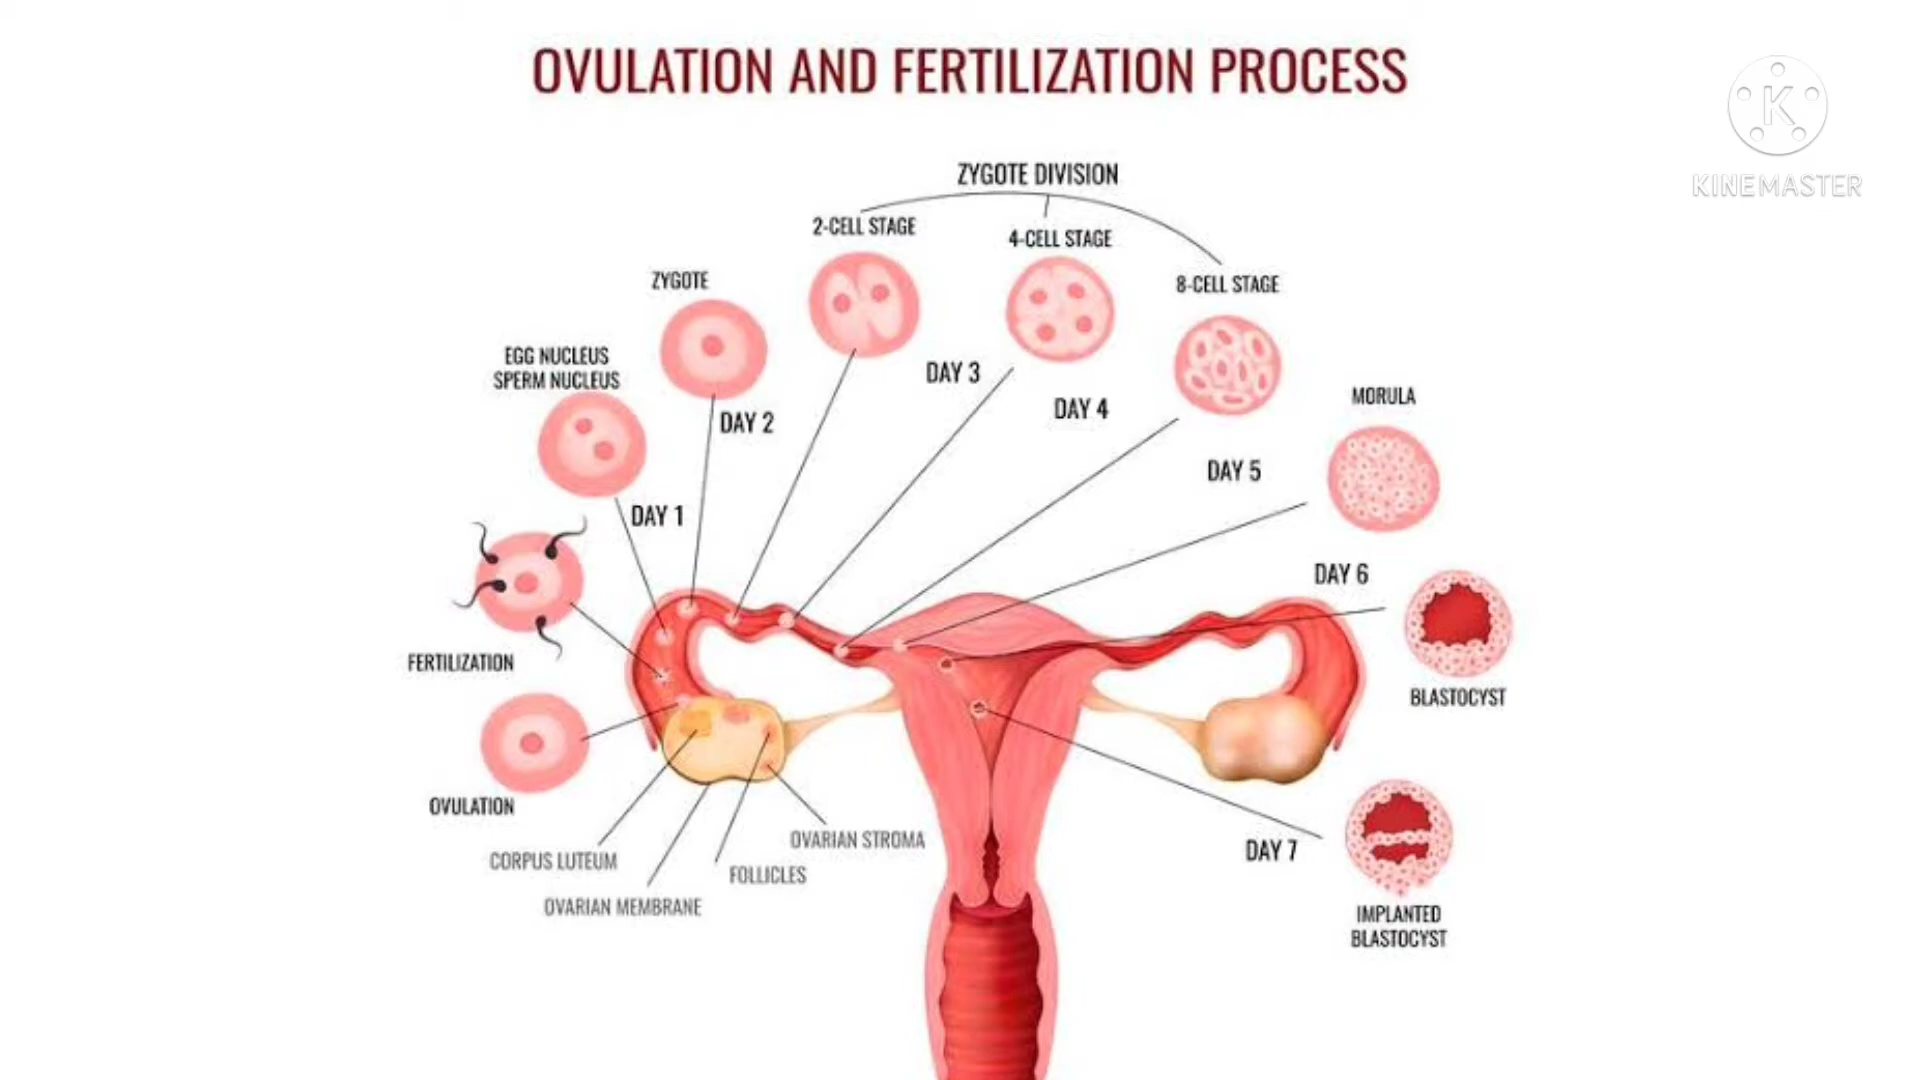 OVULATION AND FERTILIZATION PROCESS
K
KINEMASTER
ZYGOTE DIVISION
2-CELL STAGE
4-CELL STAGE
8-CELL STAGE
ZYGOTE
EGG NUCLEUS
SPERM NUCLEUS
DAY 1
DAY 2
DAY 3
DAY 4
DAY 5
MORULA
DAY 6
BLASTOCYST
FERTILIZATION
OVULATION
CORPUS LUTEUM
OVARIAN MEMBRANE
FOLLICLES
OVARIAN STROMA
DAY 7
IMPLANTED
BLASTOCYST